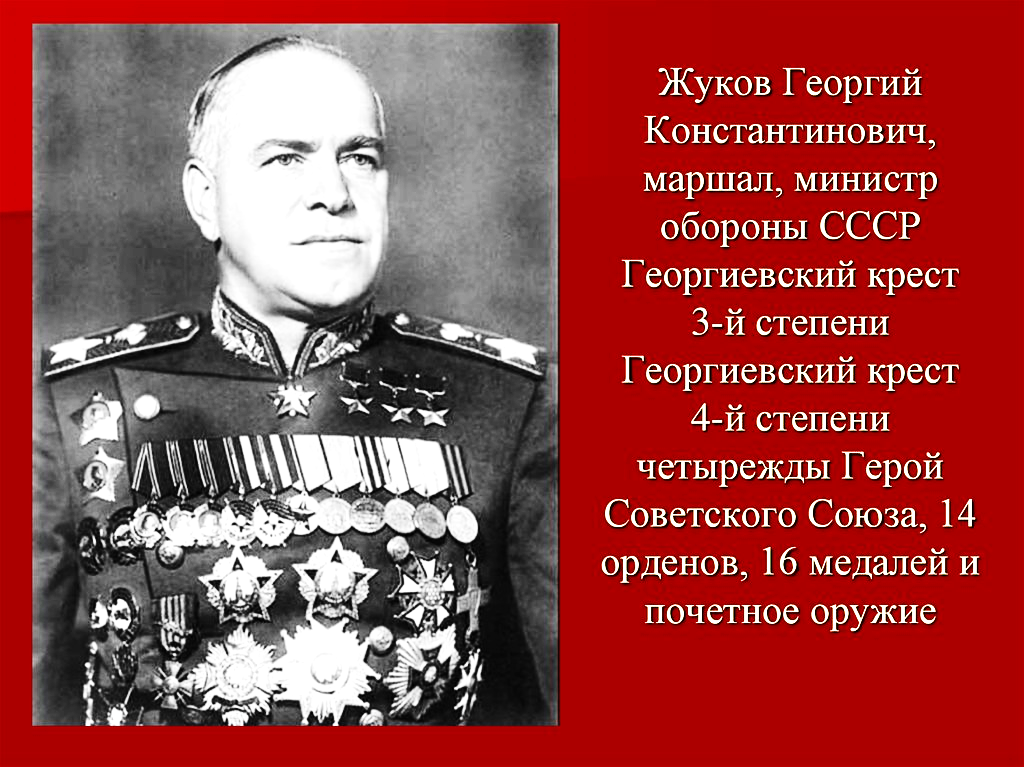 Жуков Георгий
Константинович,
маршал, министр
обороны СССР
Георгиевский крест
3-й степени
Георгиевский крест
4-й степени
четырежды Герой
Советского Союза, 14
орденов, 16 медалей и
почетное оружие